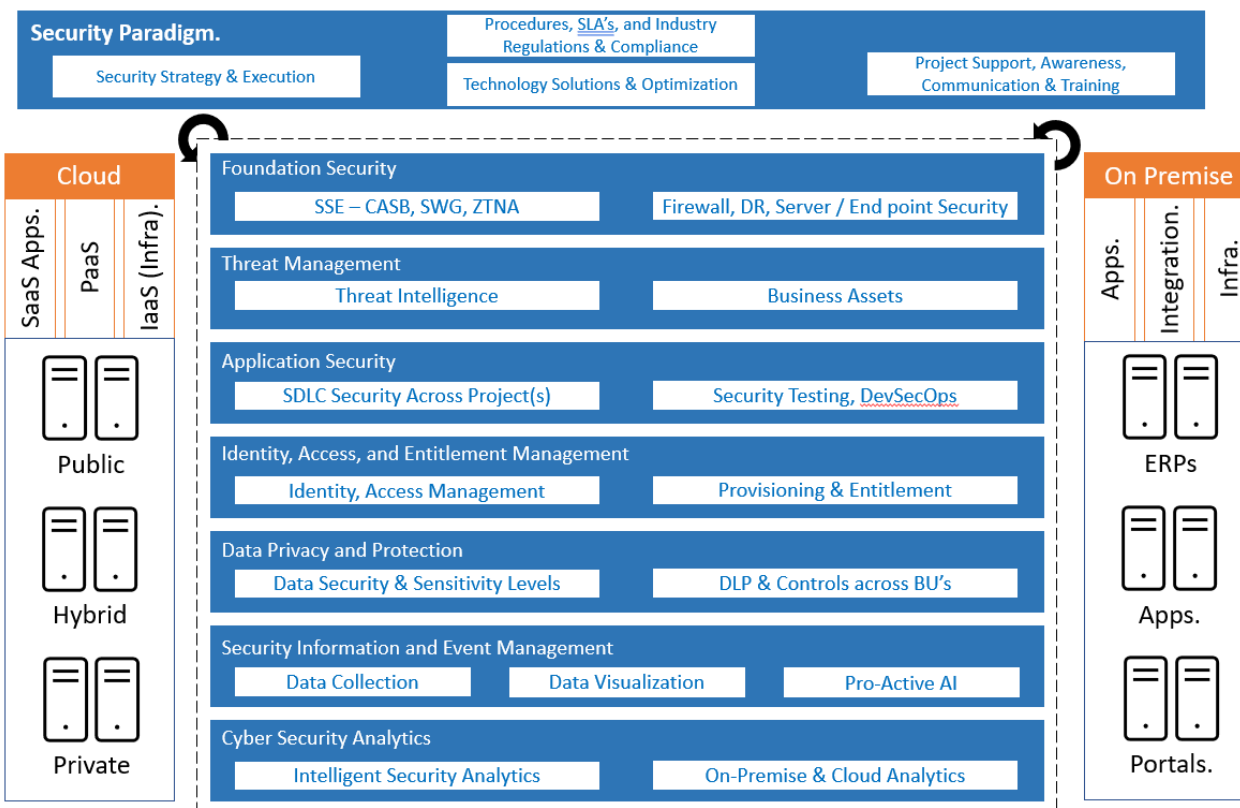 Security Paradigm.
Security Strategy & Execution
Procedures, SLA's, and Industry
Regulations & Compliance
Technology Solutions & Optimization
Project Support, Awareness,
Communication & Training
Cloud
SaaS Apps.
PaaS
IaaS (Infra).
Public
Hybrid
Private
Foundation Security
SSE – CASB, SWG, ZTNA
Firewall, DR, Server / End point Security
Threat Management
Threat Intelligence
Business Assets
Application Security
SDLC Security Across Project(s)
Security Testing, DevSecOps
Identity, Access, and Entitlement Management
Identity, Access Management
Provisioning & Entitlement
Data Privacy and Protection
Data Security & Sensitivity Levels
DLP & Controls across BU's
Security Information and Event Management
Data Collection
Data Visualization
Pro-Active AI
Cyber Security Analytics
Intelligent Security Analytics
On-Premise & Cloud Analytics
On Premise
Apps.
Integration.
Infra.
ERPs
Apps.
Portals.